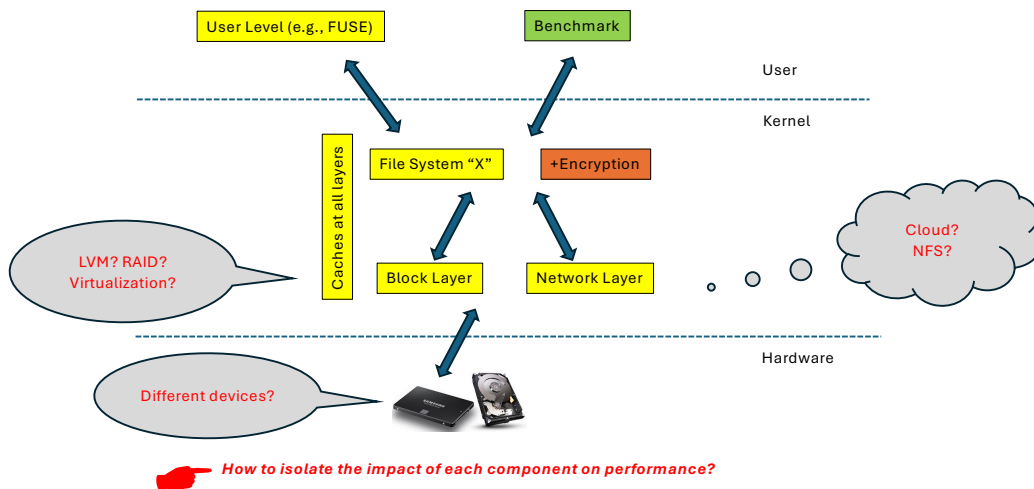 User Level (e.g., FUSE)
Benchmark
User
Kernel
Caches at all layers
File System “X”
+Encryption
Cloud?
NFS?
LVM? RAID?
Virtualization?
Block Layer
Network Layer
Hardware
Different devices?
SAMSUNG
How to isolate the impact of each component on performance?